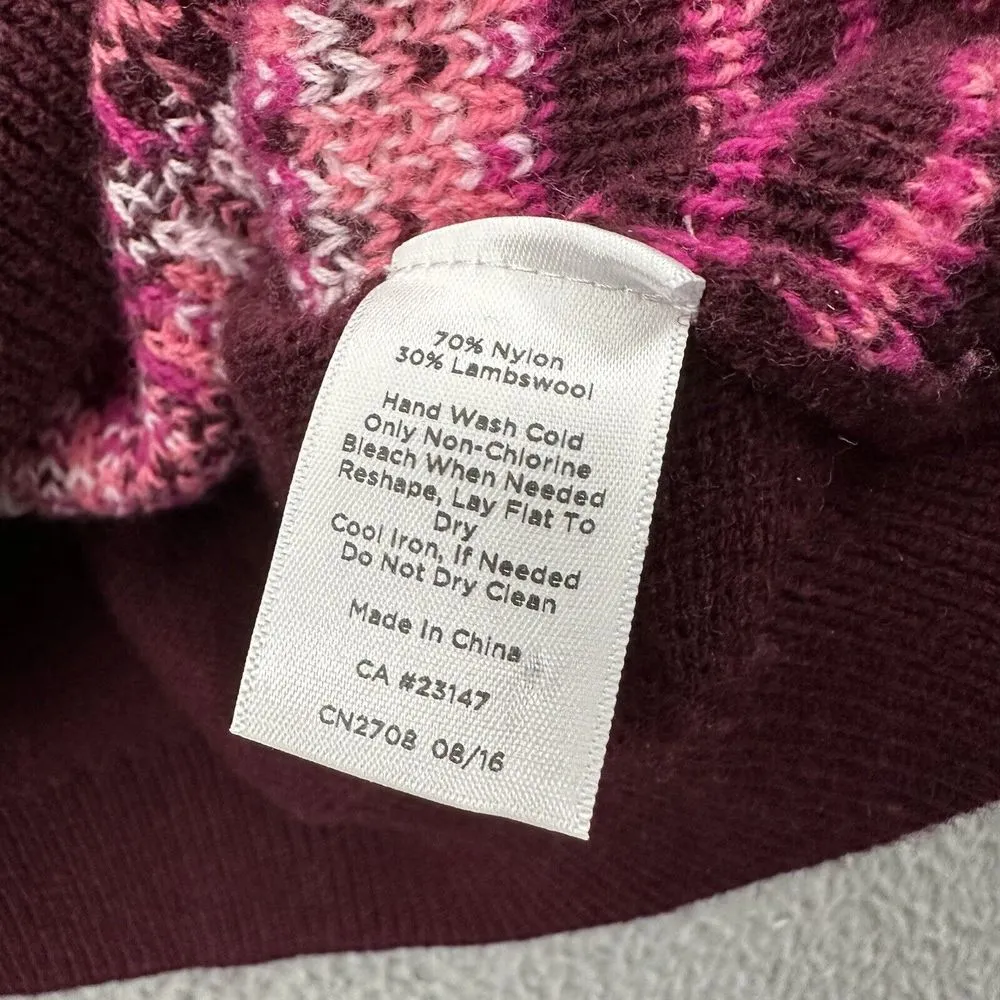 70% Nylon
30% Lambswool
Hand Wash Cold
Only Non-Chlorine
Bleach When Needed
Reshape, Lay Flat To
Dry
Cool Iron, If Needed
Do Not Dry Clean
Made In China
CA #23147
CN2708 08/16